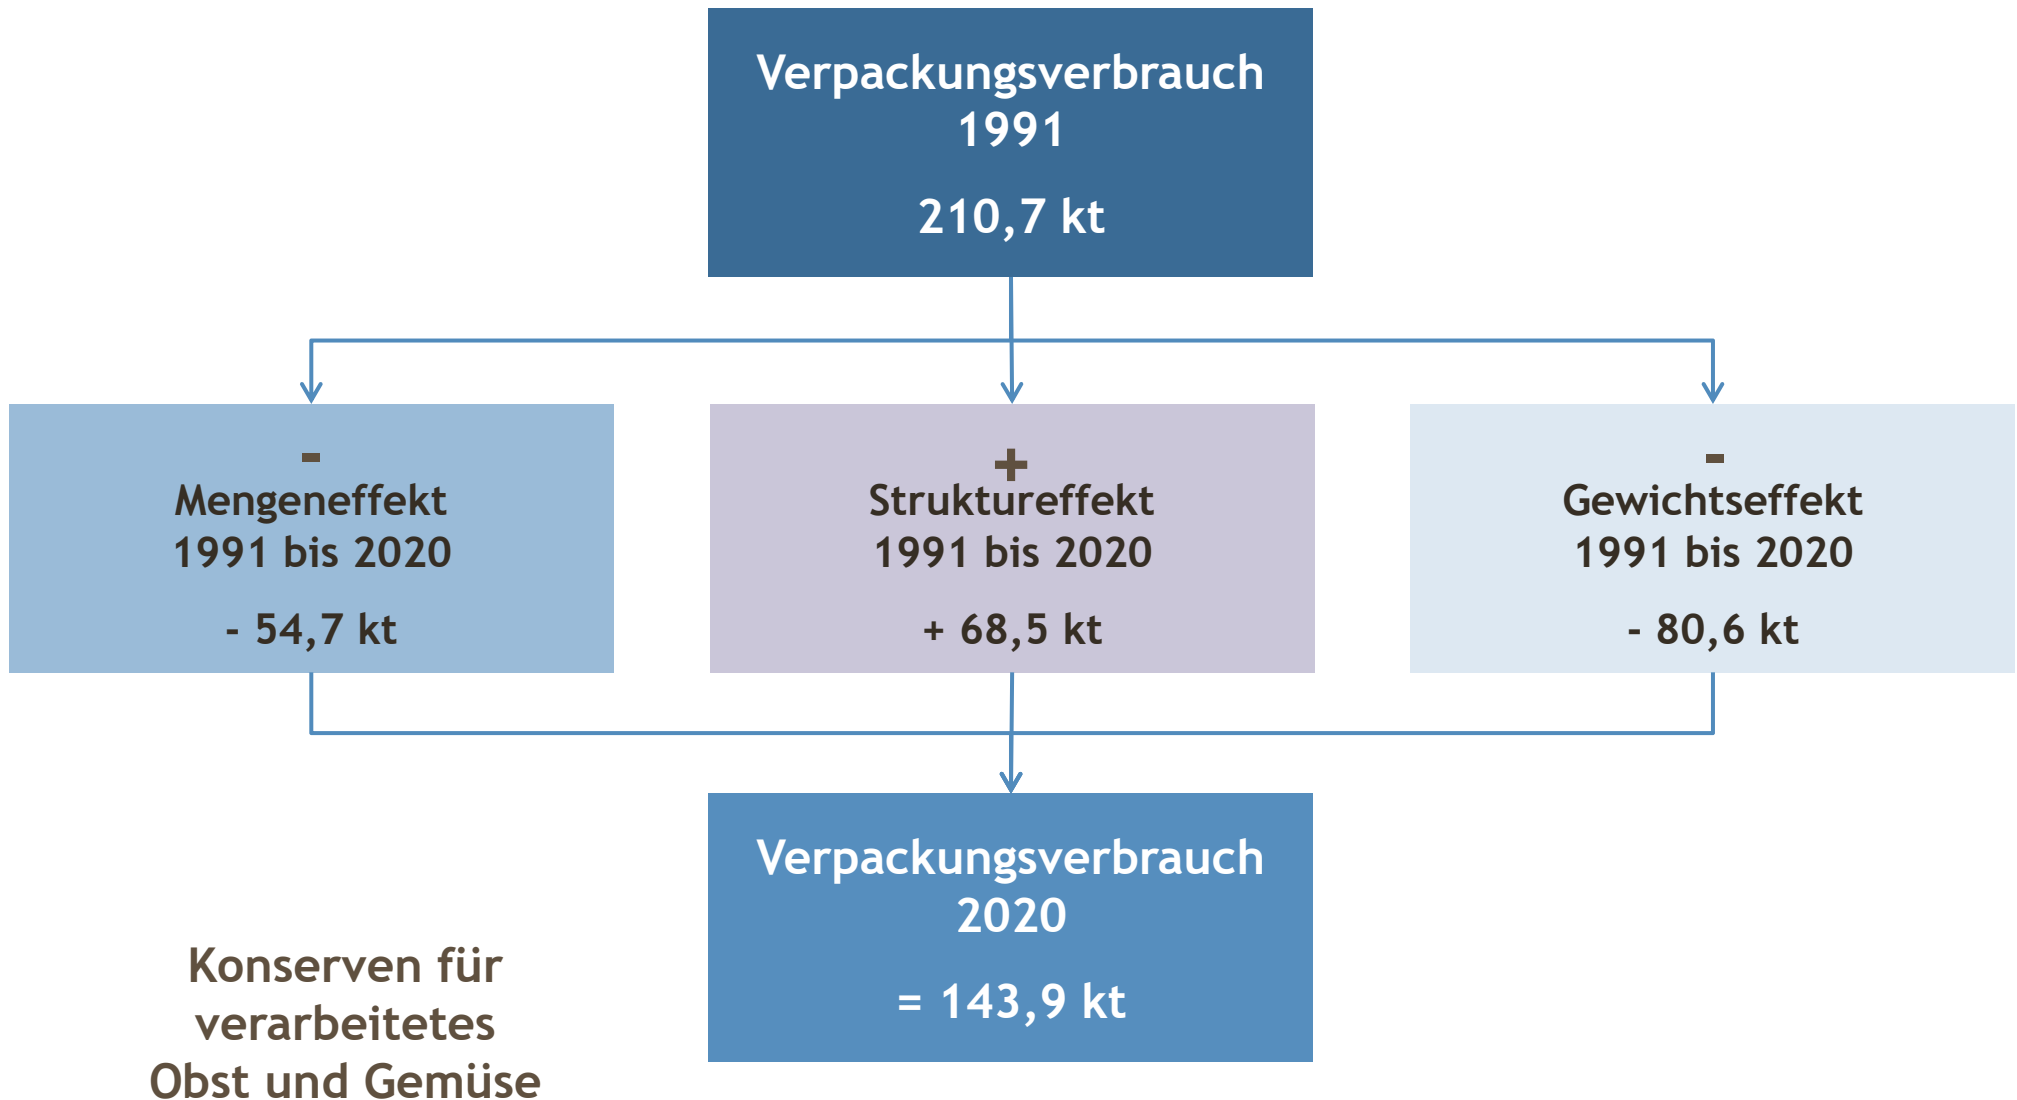 Verpackungsverbrauch
1991
210,7 kt
-
Mengeneffekt
1991 bis 2020
- 54,7 kt
+
Struktureffekt
1991 bis 2020
+ 68,5 kt
-
Gewichtseffekt
1991 bis 2020
- 80,6 kt
Verpackungsverbrauch
2020
= 143,9 kt
Konserven für
verarbeitetes
Obst und Gemüse